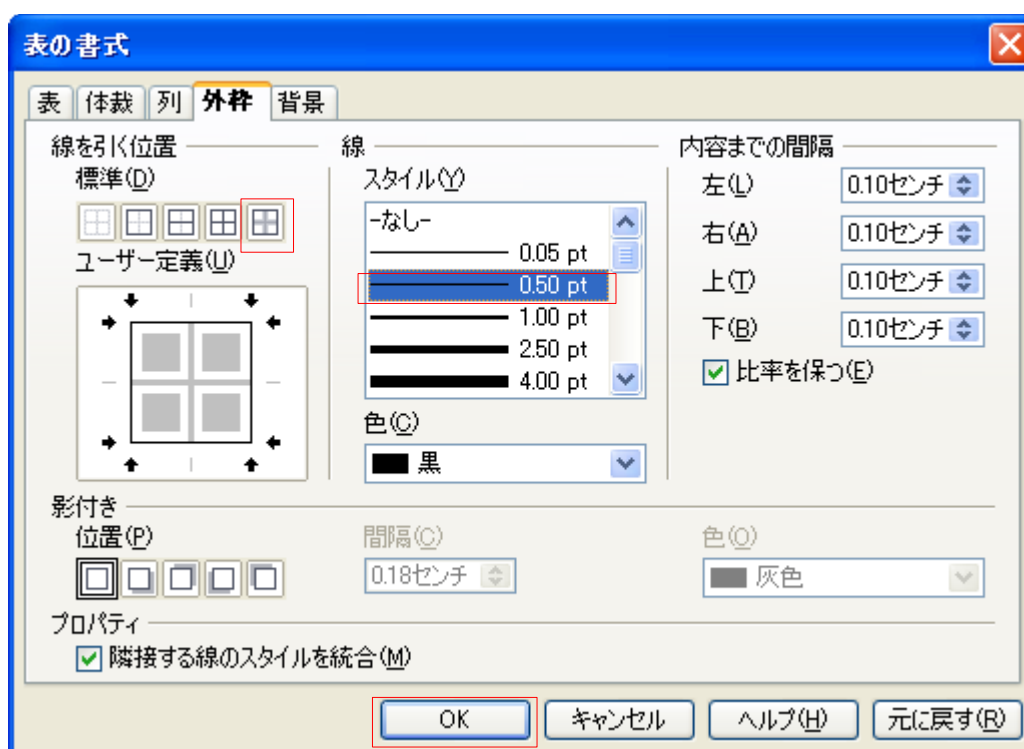 表の書式
表 体裁 列 外枠 背景
線を引く位置
標準(D)
ユーザー定義(U)
線
スタイル(Y)
-なし-
0.05 pt
0.50 pt
1.00 pt
2.50 pt
4.00 pt
色(C)
黒
内容までの間隔
左(L) 0.10センチ
右(A) 0.10センチ
上(T) 0.10センチ
下(B) 0.10センチ
比率を保つ(E)
影付き
位置(P)
間隔(C)
0.18センチ
色(O)
灰色
プロパティ
隣接する線のスタイルを統合(M)
OK キャンセル ヘルプ(H) 元に戻す(R)